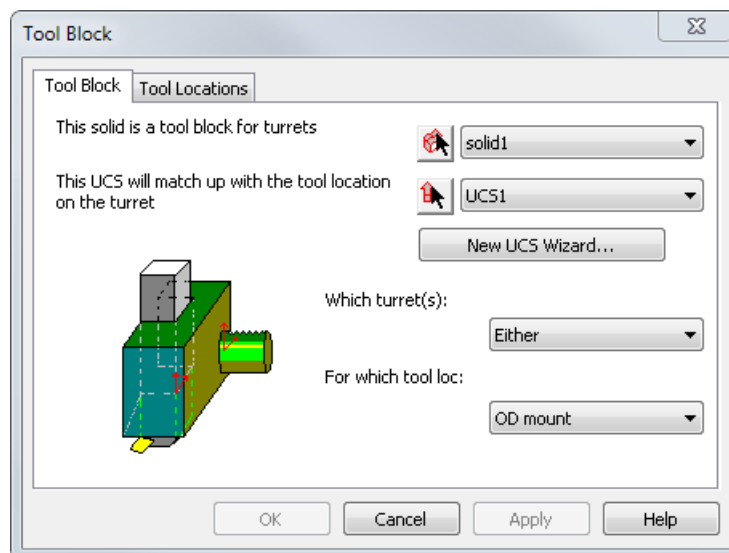 Tool Block
Tool Block
Tool Locations
This solid is a tool block for turrets
solid1
This UCS will match up with the tool location
on the turret
UCS1
New UCS Wizard...
Which turret(s):
Either
For which tool loc:
OD mount
OK
Cancel
Apply
Help